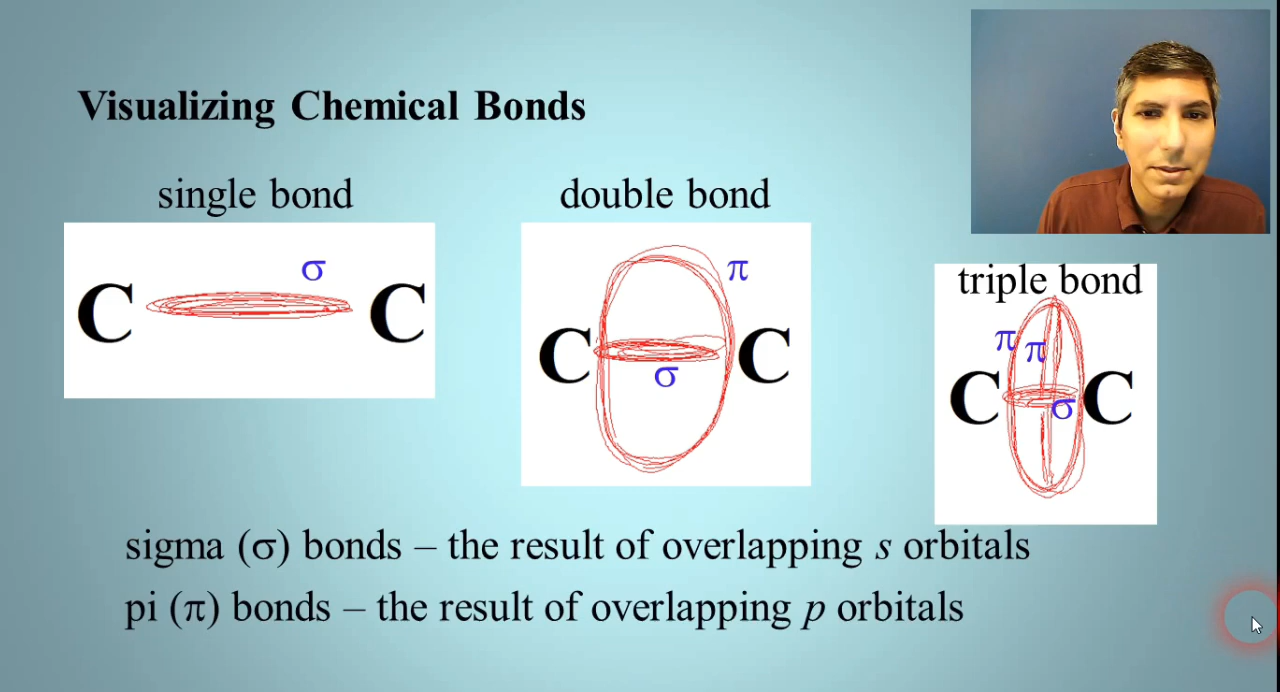 Visualizing Chemical Bonds
single bond
C σ C
double bond
π
C σ C
triple bond
π π
C σ C
sigma (σ) bonds – the result of overlapping s orbitals
pi (π) bonds – the result of overlapping p orbitals